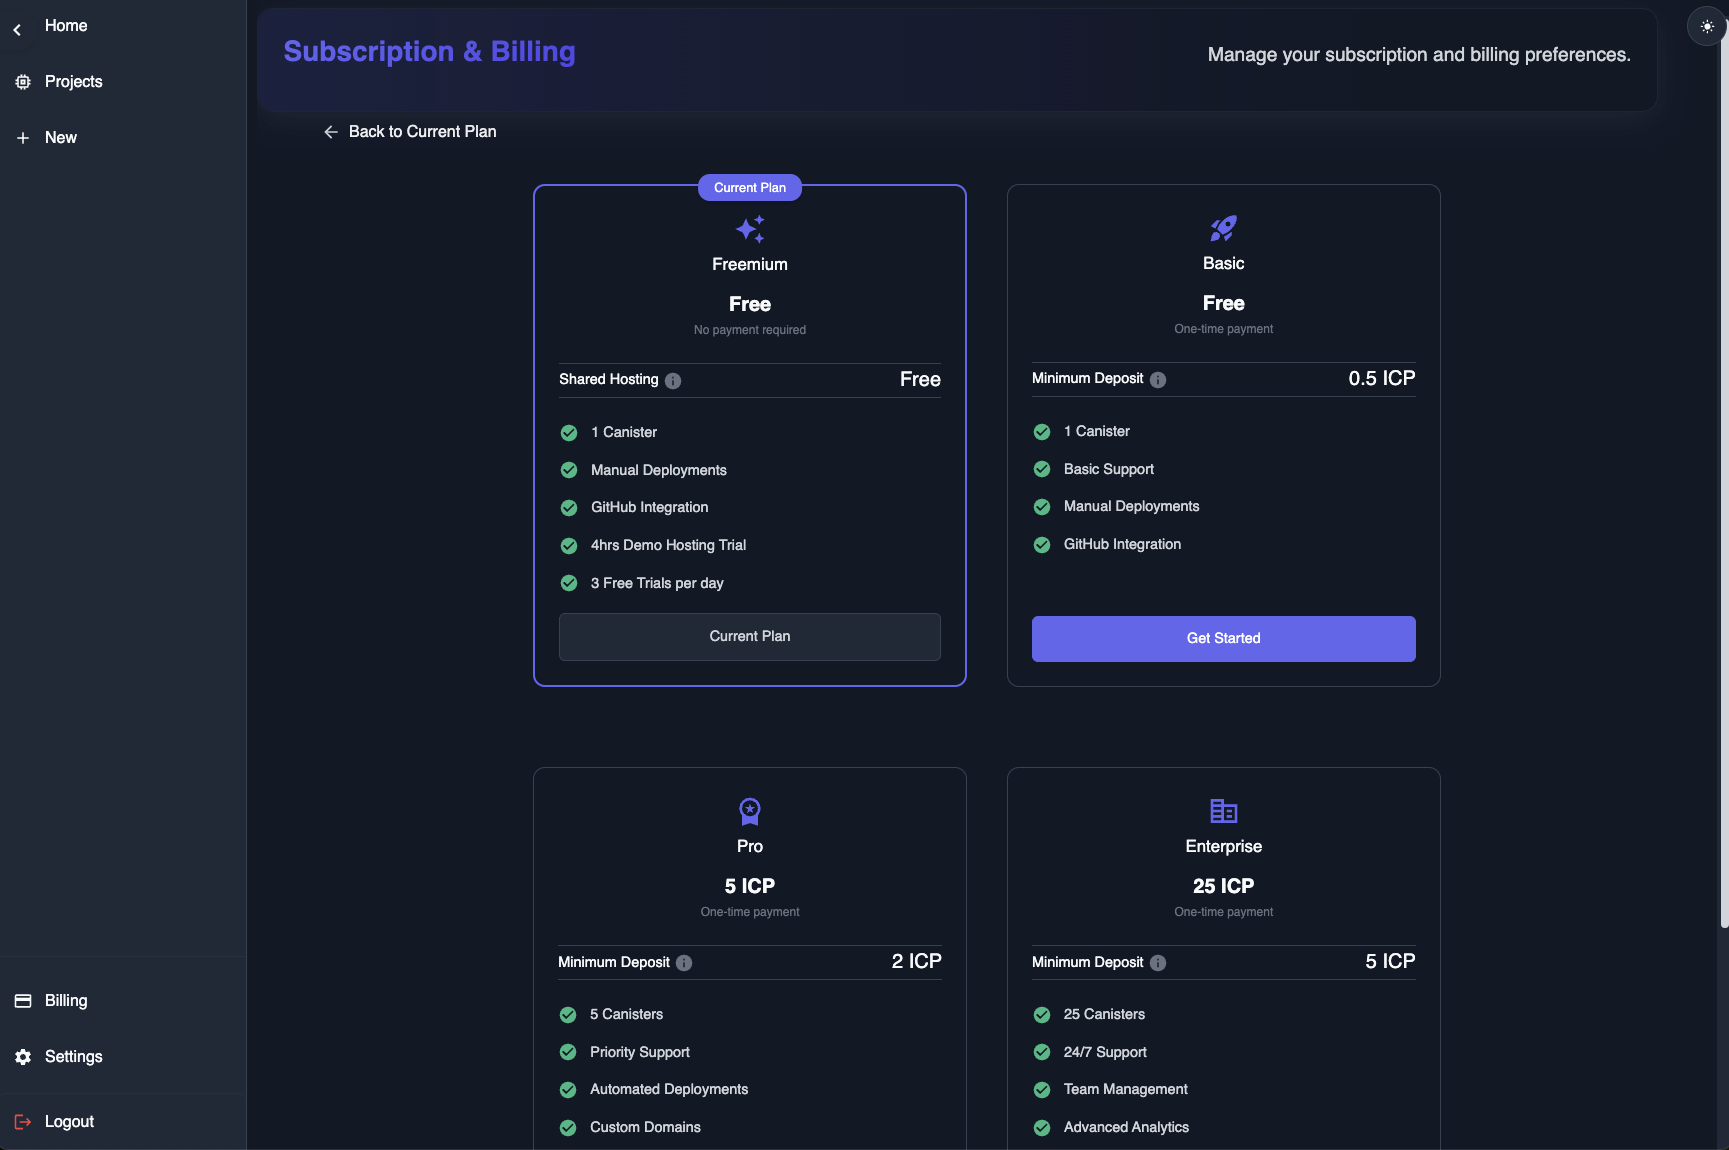 Home
Projects
New
Billing
Settings
Logout
Subscription & Billing
Manage your subscription and billing preferences.
Back to Current Plan
Current Plan
Freemium
Free
No payment required
Shared Hosting
Free
1 Canister
Manual Deployments
GitHub Integration
4hrs Demo Hosting Trial
3 Free Trials per day
Current Plan
Basic
Free
One-time payment
Minimum Deposit
0.5 ICP
1 Canister
Basic Support
Manual Deployments
GitHub Integration
Get Started
Pro
5 ICP
One-time payment
Minimum Deposit
2 ICP
5 Canisters
Priority Support
Automated Deployments
Custom Domains
Enterprise
25 ICP
One-time payment
Minimum Deposit
5 ICP
25 Canisters
24/7 Support
Team Management
Advanced Analytics